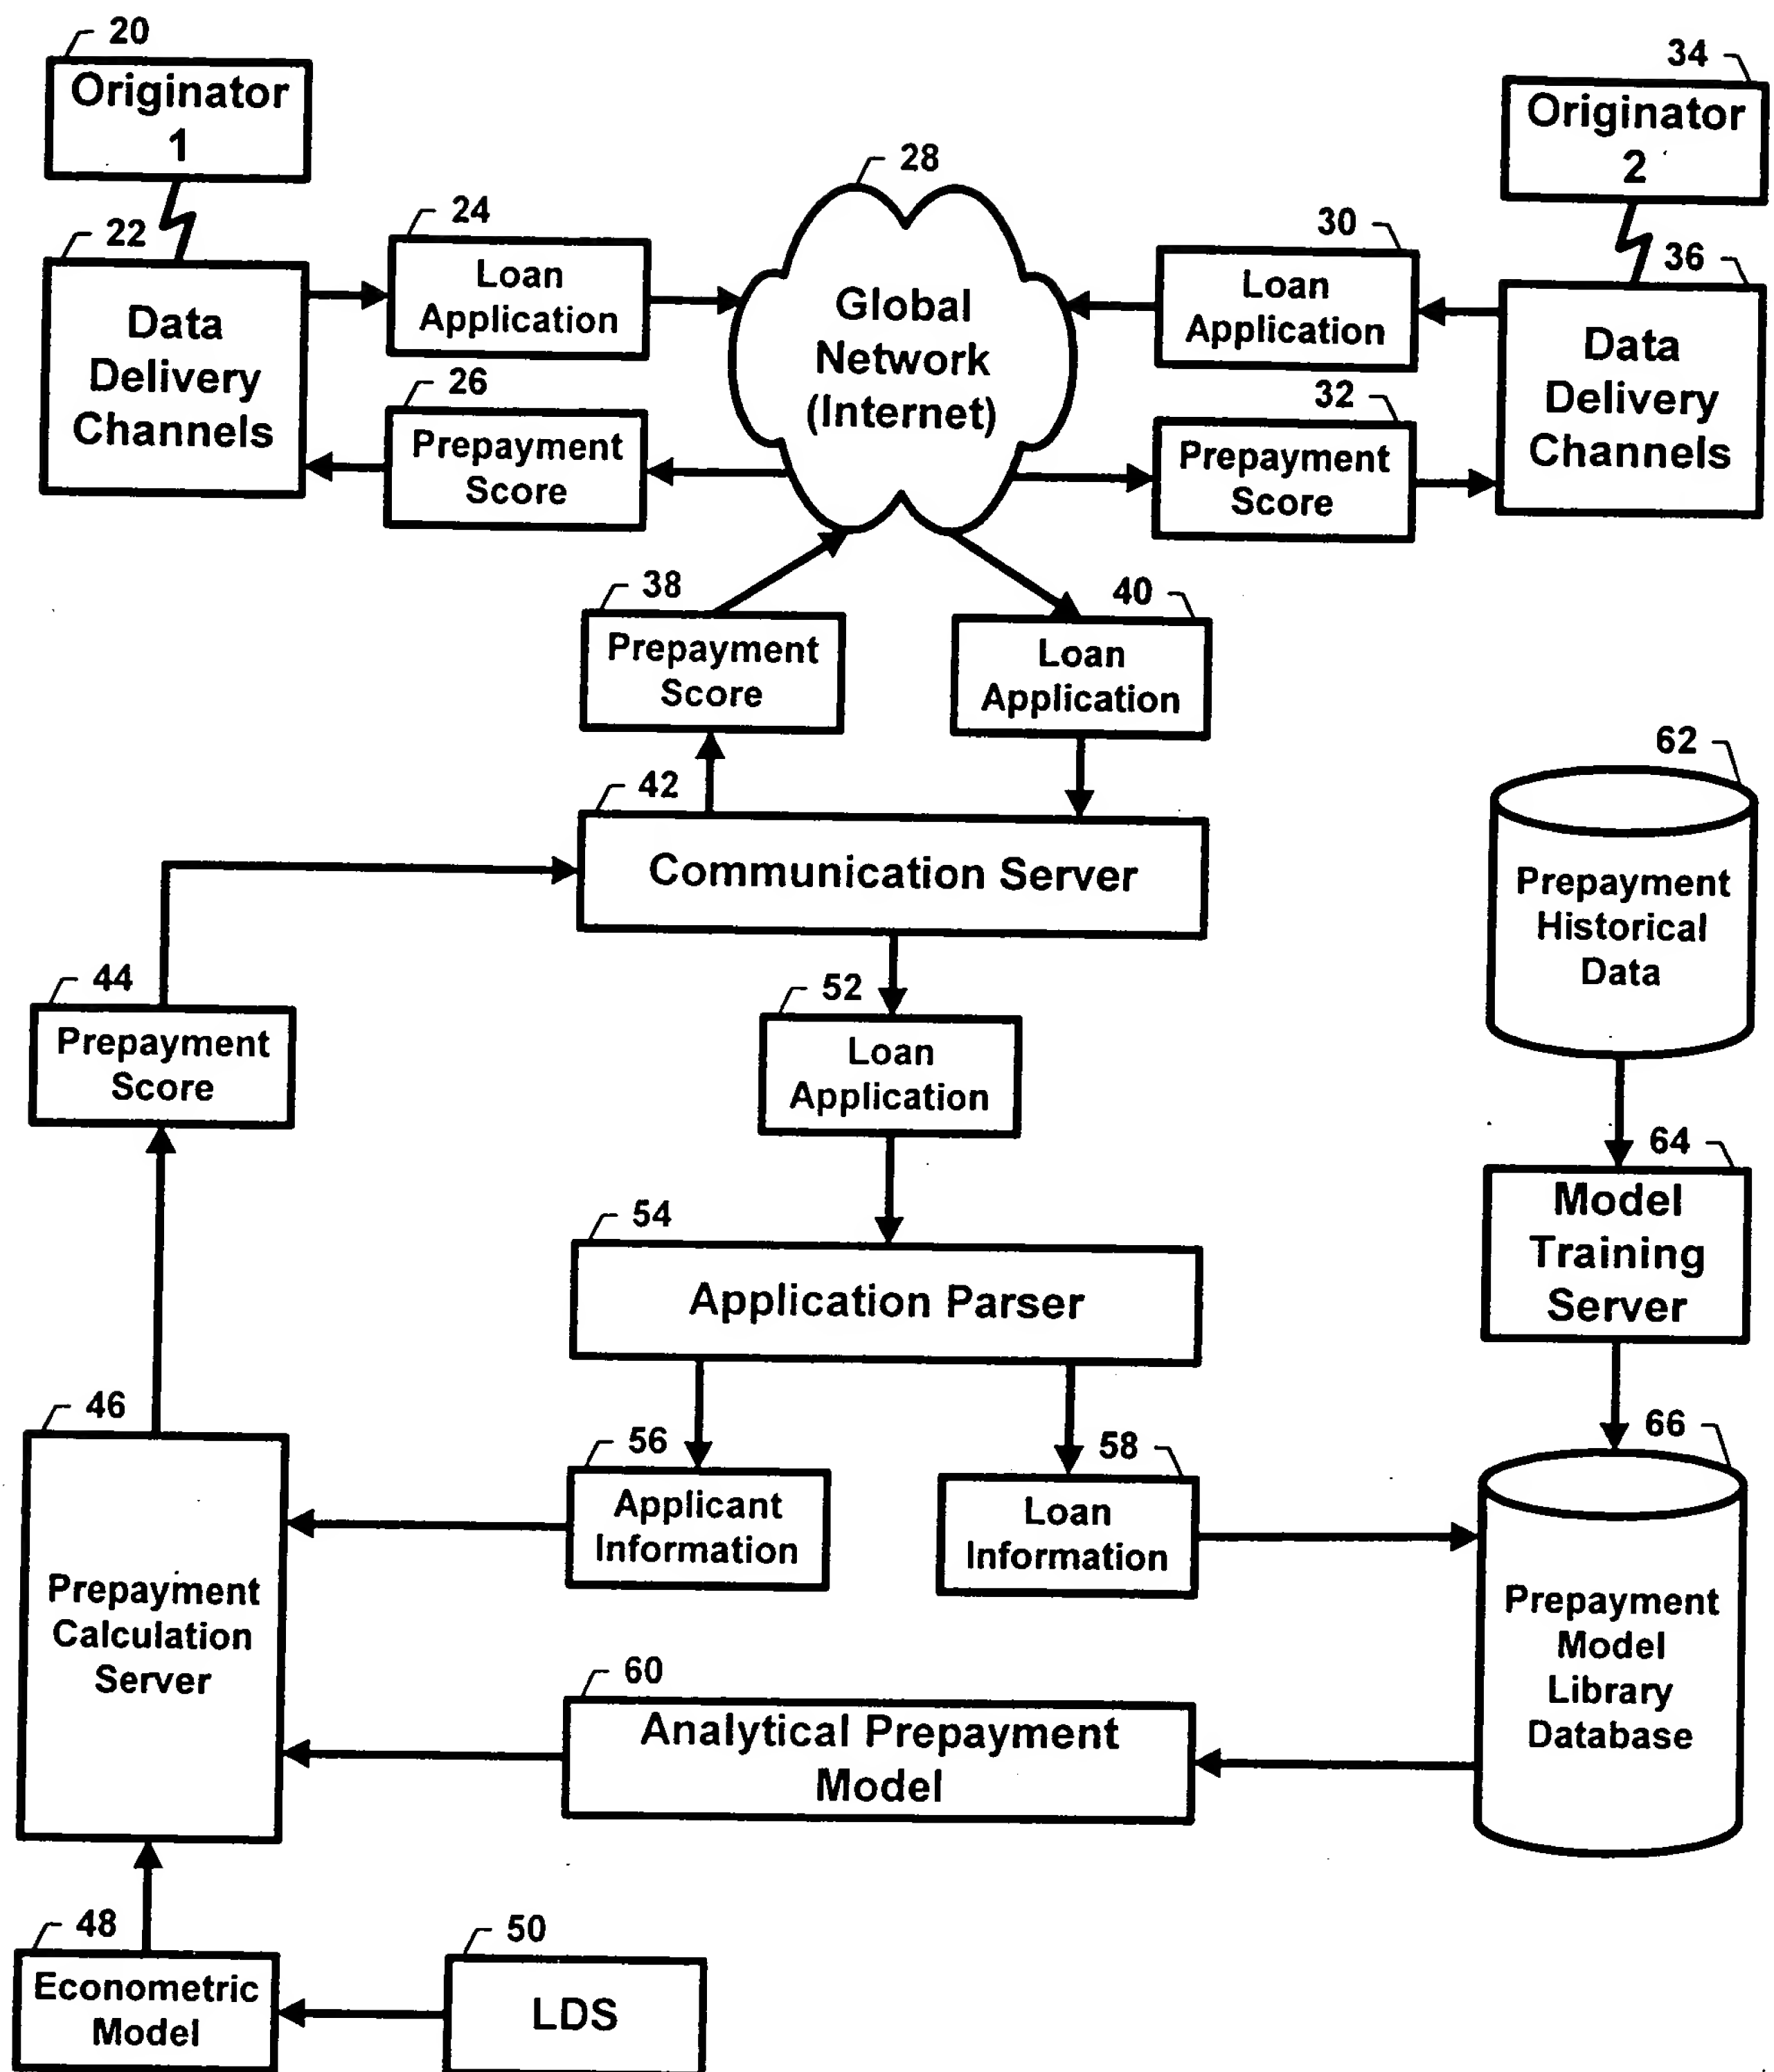 20
Originator
1
34
Originator
2
28
Global
Network
(Internet)
22
Data
Delivery
Channels
24
Loan
Application
26
Prepayment
Score
30
Loan
Application
32
Prepayment
Score
36
Data
Delivery
Channels
38
Prepayment
Score
40
Loan
Application
42
Communication Server
62
Prepayment
Historical
Data
44
Prepayment
Score
52
Loan
Application
64
Model
Training
Server
54
Application Parser
46
Prepayment
Calculation
Server
56
Applicant
Information
58
Loan
Information
66
Prepayment
Model
Library
Database
60
Analytical Prepayment
Model
48
Econometric
Model
50
LDS